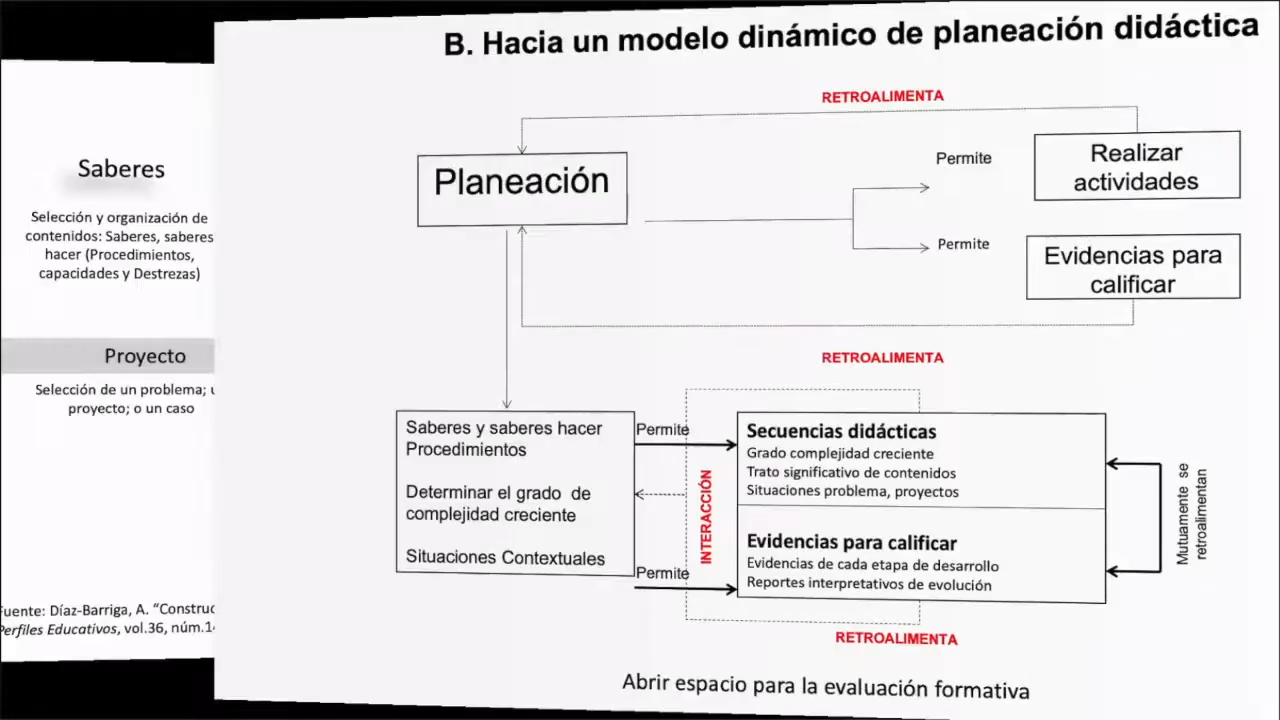 B. Hacia un modelo dinámico de planeación didáctica
RETROALIMENTA
Planeación
Permite
Realizar
actividades
Permite
Evidencias para
calificar
RETROALIMENTA
Saberes y saberes hacer
Procedimientos
Determinar el grado de
complejidad creciente
Situaciones Contextuales
Permite
Permite
INTERACCIÓN
Secuencias didácticas
Grado complejidad creciente
Trato significativo de contenidos
Situaciones problema, proyectos
Evidencias para calificar
Evidencias de cada etapa de desarrollo
Reportes interpretativos de evolución
Mutuamente se
retroalimentan
RETROALIMENTA
Abrir espacio para la evaluación formativa
Saberes
Selección y organización de
contenidos: Saberes, saberes
hacer (Procedimientos,
capacidades y Destrezas)
Proyecto
Selección de un problema;
proyecto; o un caso
uente: Díaz-Barriga, A. “Construc
Perfiles Educativos, vol.36, núm.1